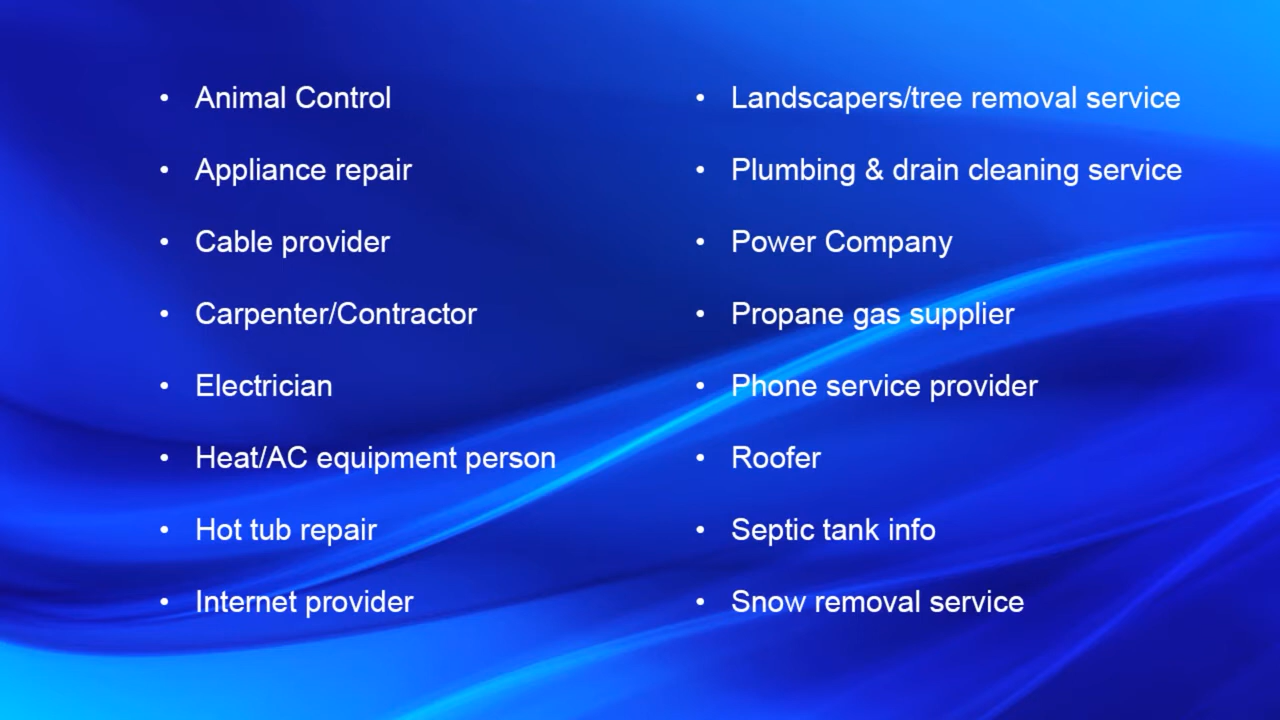 • Animal Control
• Appliance repair
• Cable provider
• Carpenter/Contractor
• Electrician
• Heat/AC equipment person
• Hot tub repair
• Internet provider
• Landscapers/tree removal service
• Plumbing & drain cleaning service
• Power Company
• Propane gas supplier
• Phone service provider
• Roofer
• Septic tank info
• Snow removal service